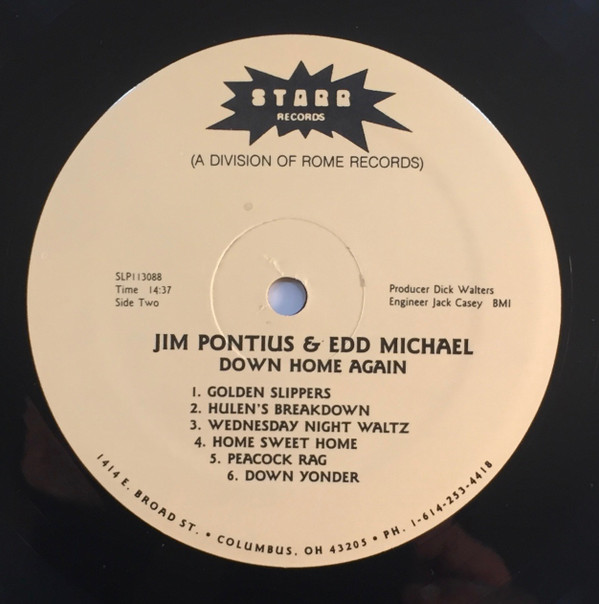 STARR
RECORDS
(A DIVISION OF ROME RECORDS)
SLP113088
Time 14:37
Side Two
Producer Dick Walters
Engineer Jack Casey BMI
JIM PONTIUS & EDD MICHAEL
DOWN HOME AGAIN
1. GOLDEN SLIPPERS
2. HULEN'S BREAKDOWN
3. WEDNESDAY NIGHT WALTZ
4. HOME SWEET HOME
5. PEACOCK RAG
6. DOWN YONDER
1414 E. BROAD ST. • COLUMBUS, OH 43205 • PH. 1-614-253-4418